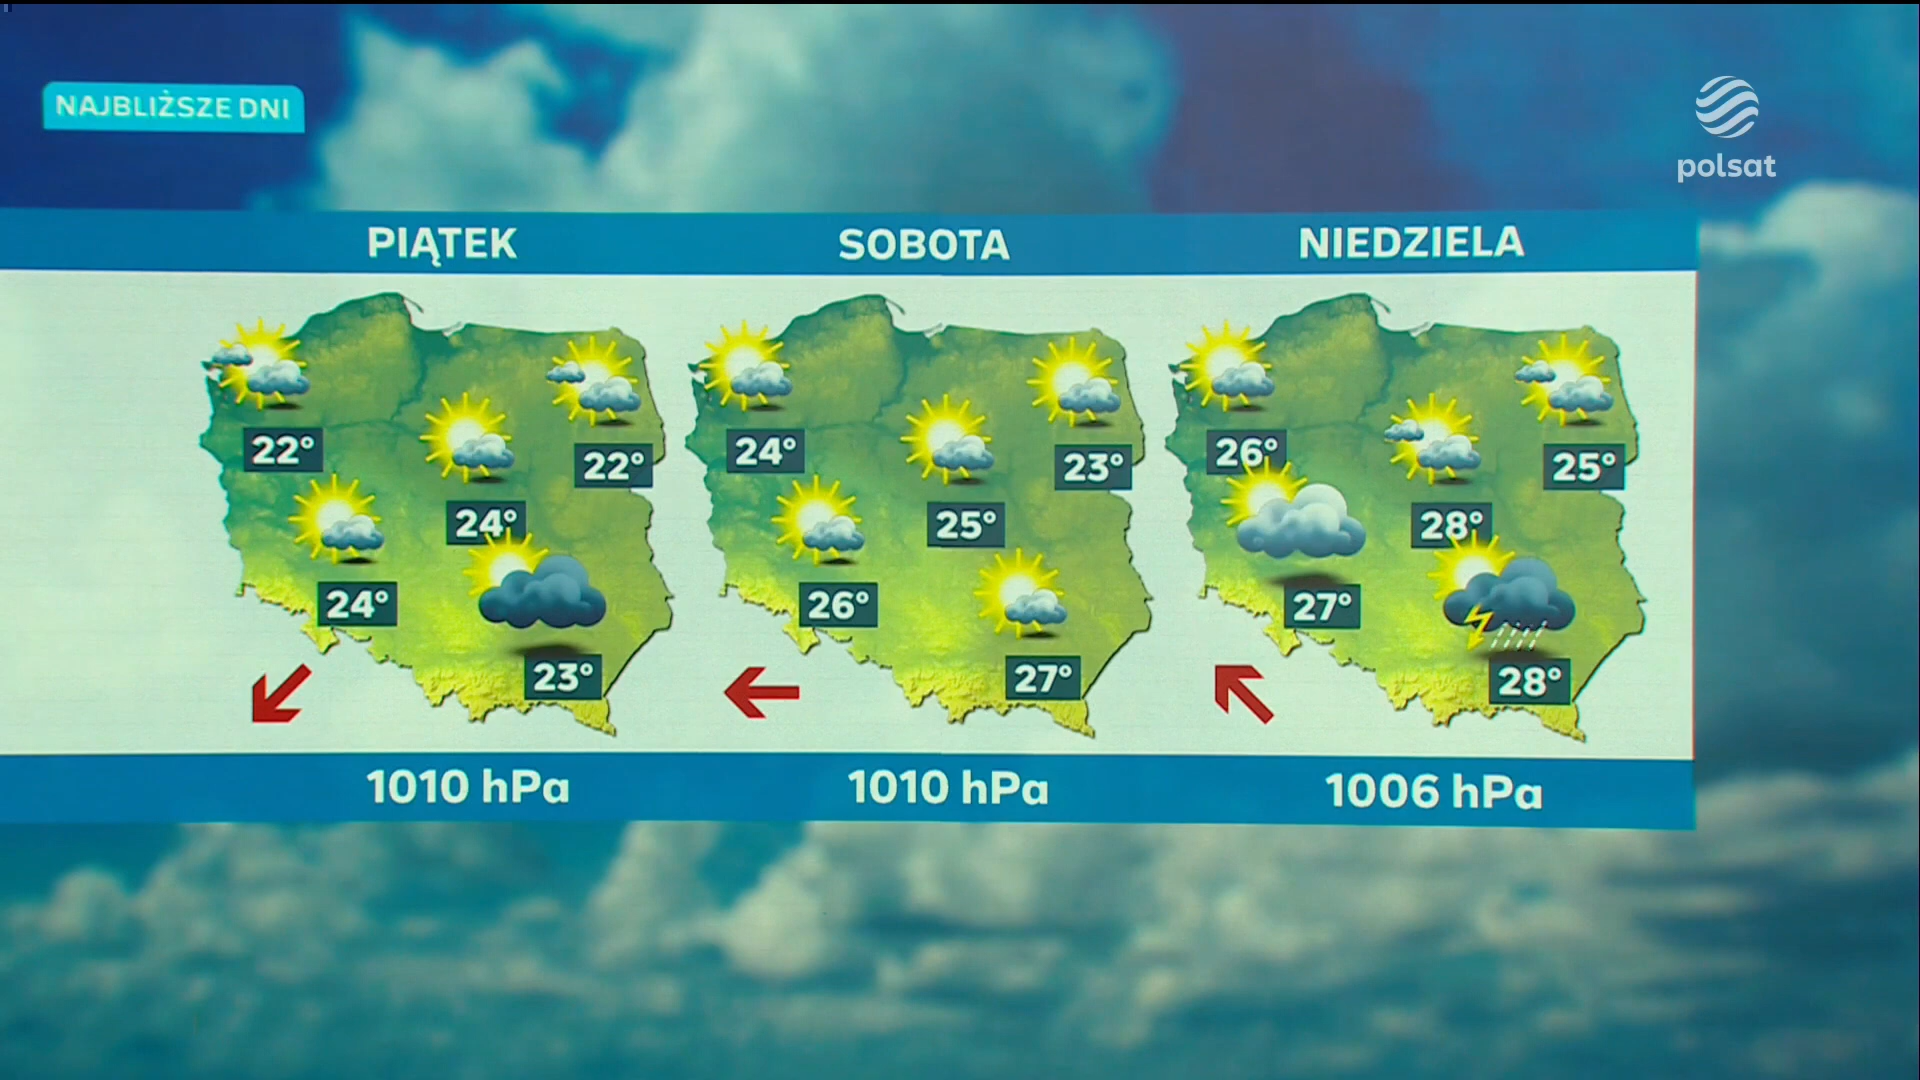 NAJBLIŻSZE DNI
polsat
PIĄTEK
SOBOTA
NIEDZIELA
22°
22°
24°
24°
23°
24°
23°
25°
26°
27°
26°
25°
28°
27°
28°
1010 hPa
1010 hPa
1006 hPa